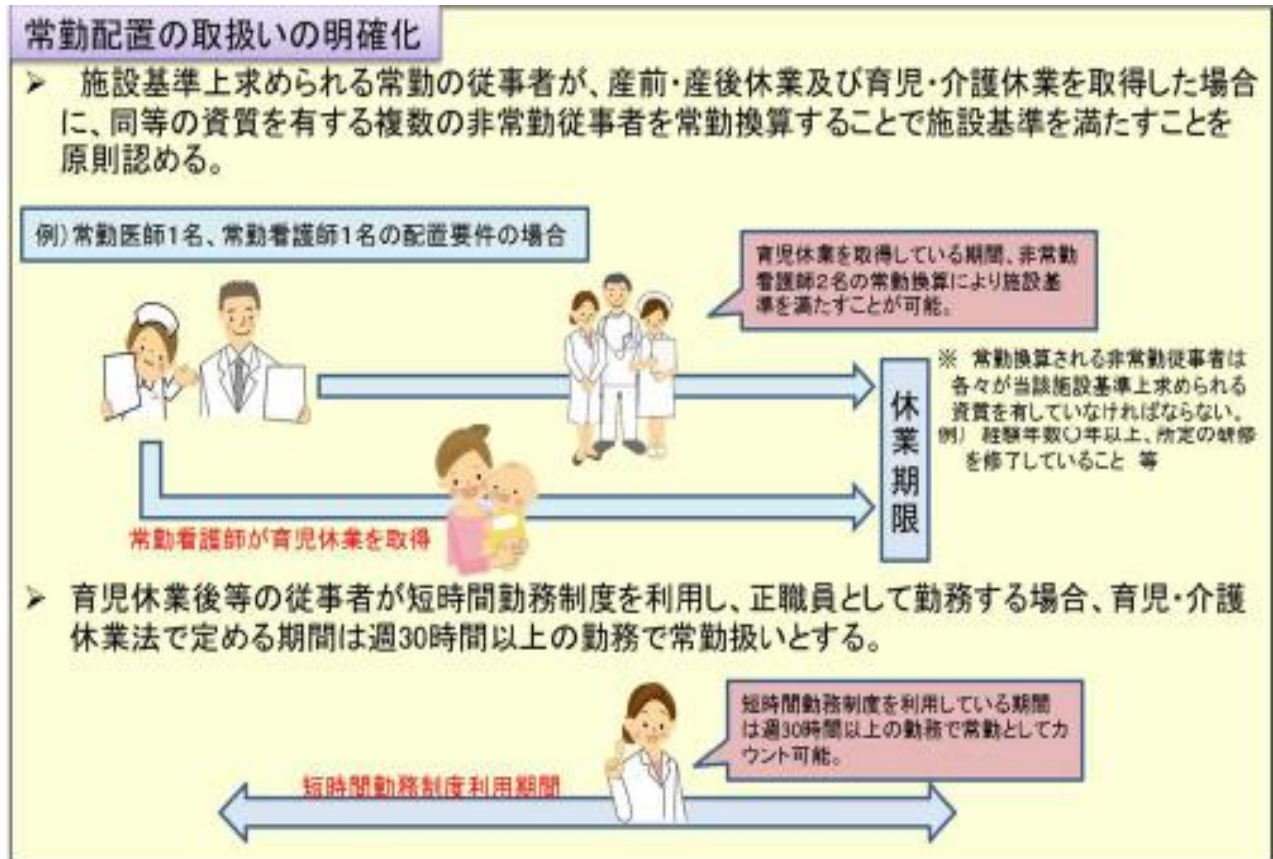 常勤配置の取扱いの明確化
➢ 施設基準上求められる常勤の従事者が、産前・産後休業及び育児・介護休業を取得した場合
に、同等の資質を有する複数の非常勤従事者を常勤換算することで施設基準を満たすことを
原則認める。
例）常勤医師1名、常勤看護師1名の配置要件の場合
育児休業を取得している期間、非常勤
看護師2名の常勤換算により施設基
準を満たすことが可能。
※ 常勤換算される非常勤従事者は
各々が当該施設基準上求められる
資質を有していなければならない。
例） 経験年数〇年以上、所定の研修
を修了していること 等
休業期限
常勤看護師が育児休業を取得
➢ 育児休業後等の従事者が短時間勤務制度を利用し、正職員として勤務する場合、育児・介護
休業法で定める期間は週30時間以上の勤務で常勤扱いとする。
短時間勤務制度を利用している期間
は週30時間以上の勤務で常勤としてカ
ウント可能。
短時間勤務制度利用期間